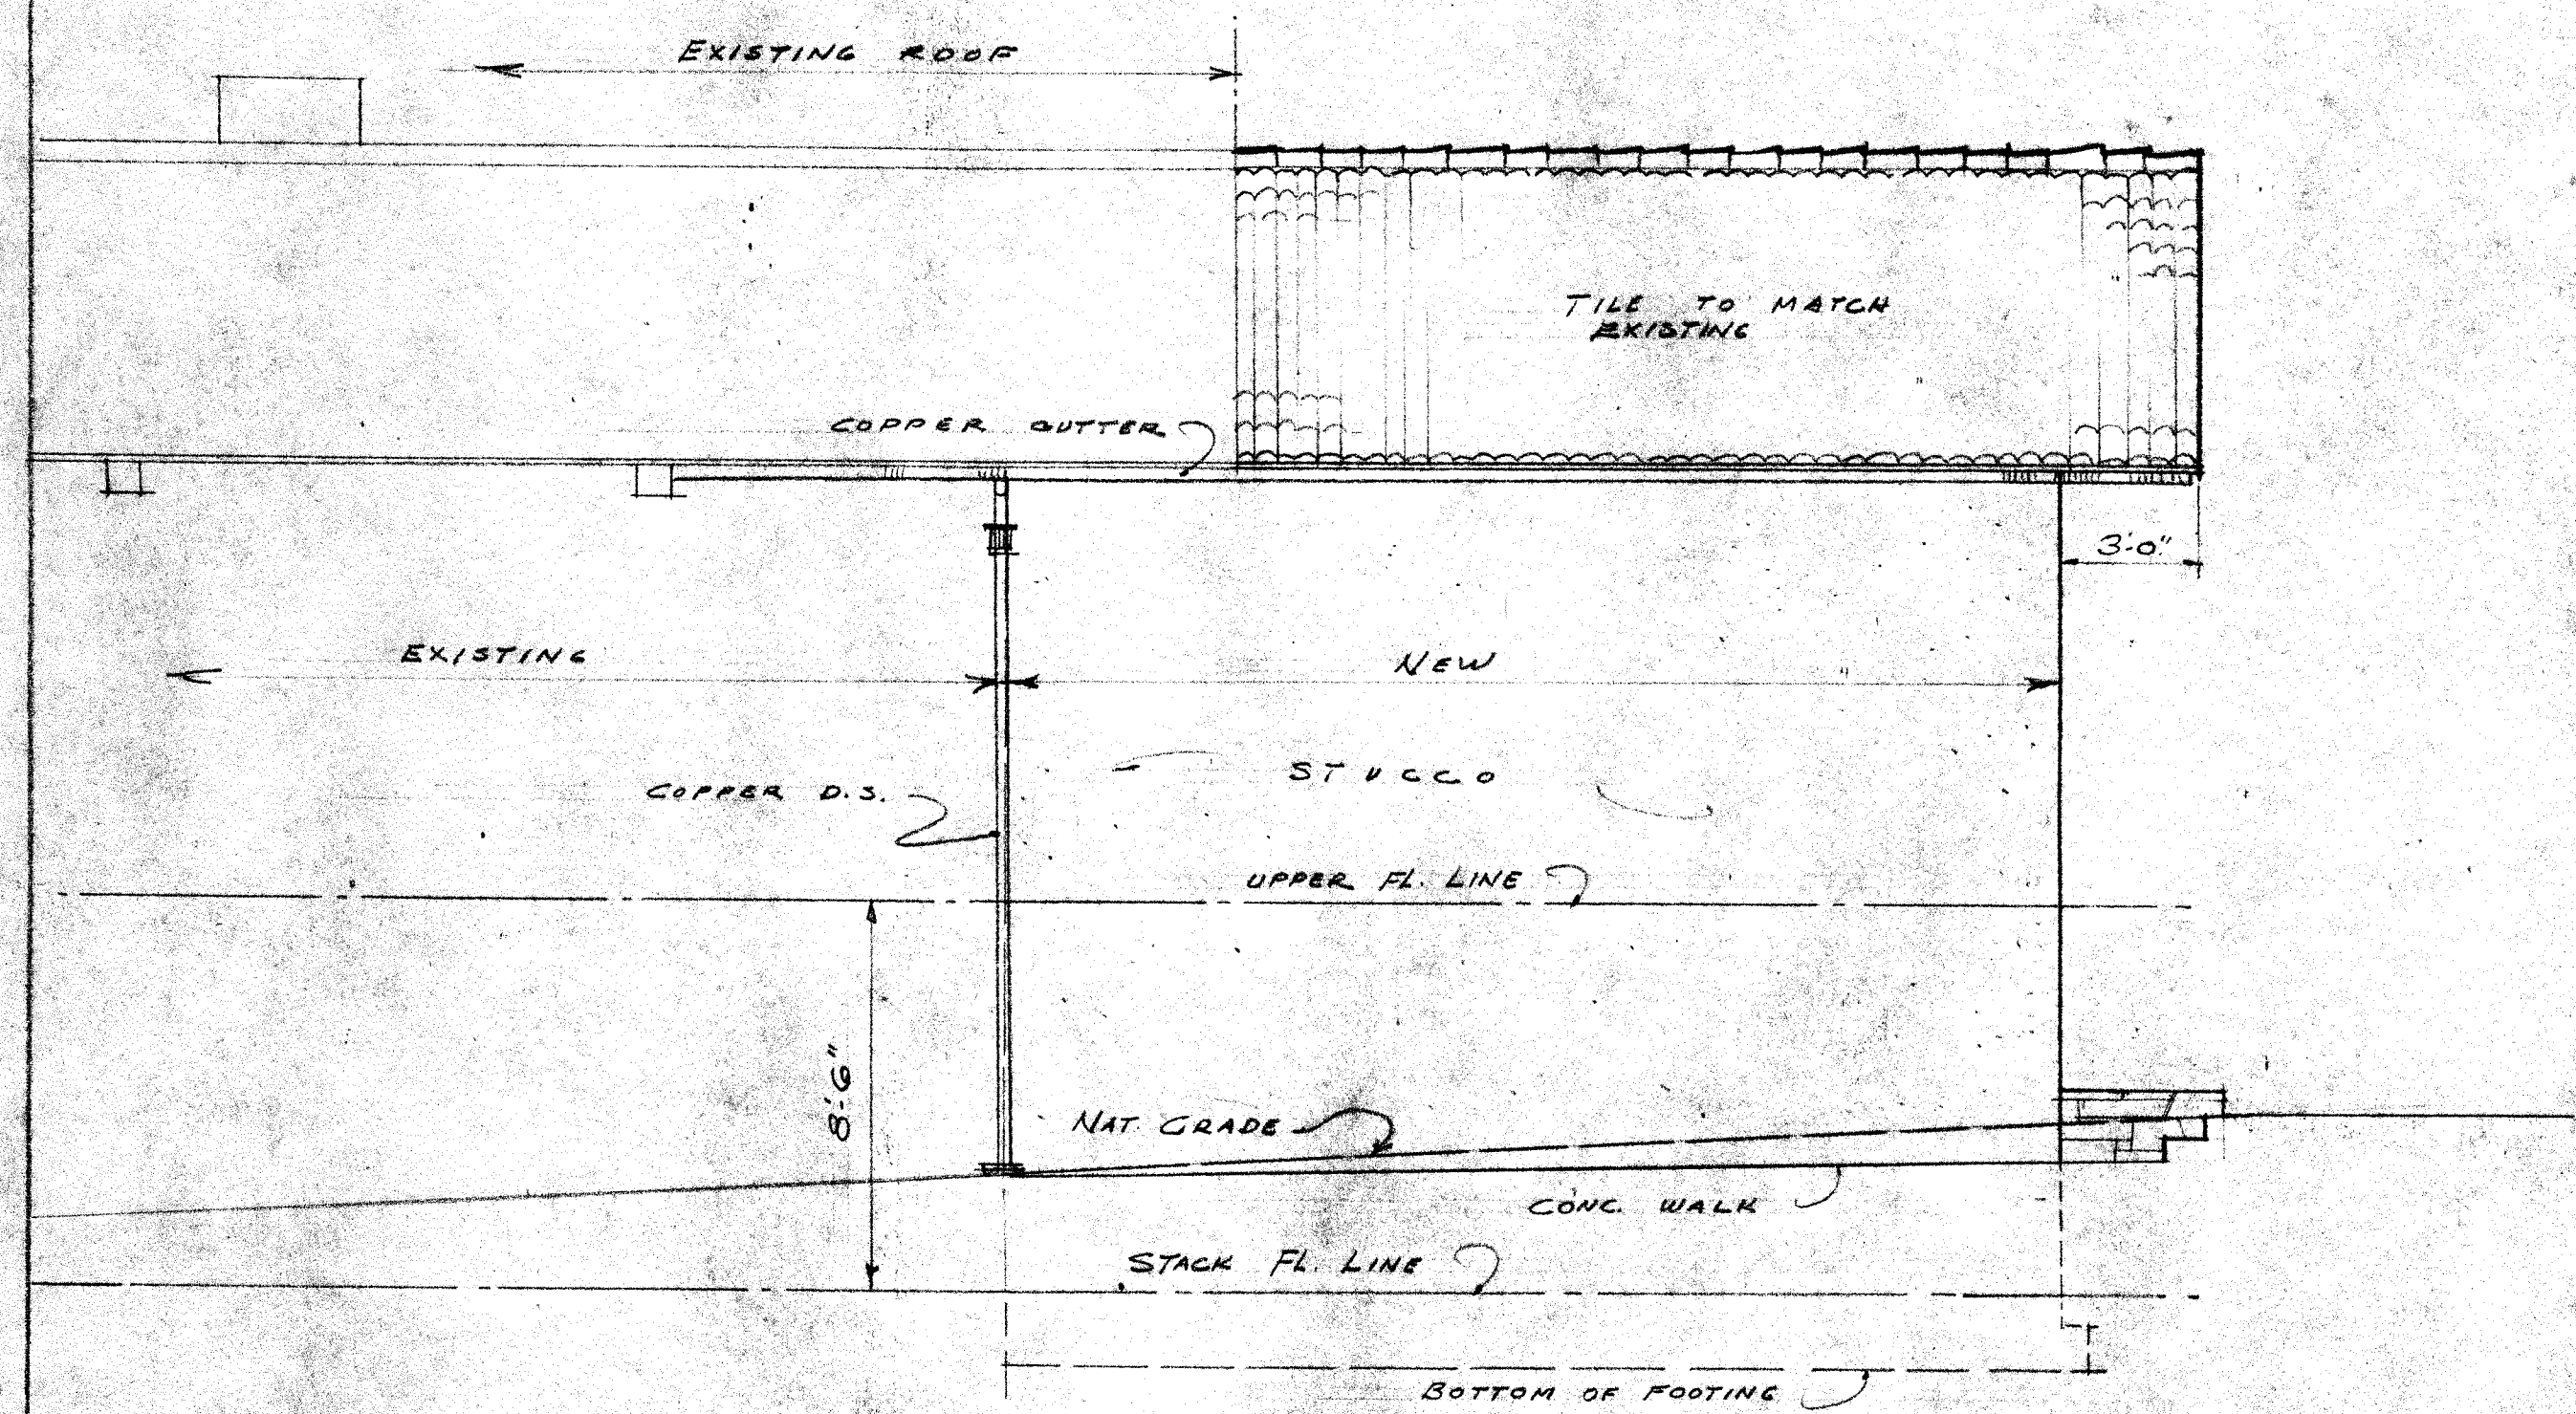 EXISTING ROOF
TILE TO MATCH
EXISTING
COPPER GUTTER
3'-0"
EXISTING
NEW
STUCCO
COPPER D.S.
UPPER FL. LINE
8'-6"
NAT. GRADE
CONC. WALK
STACK FL. LINE
BOTTOM OF FOOTING